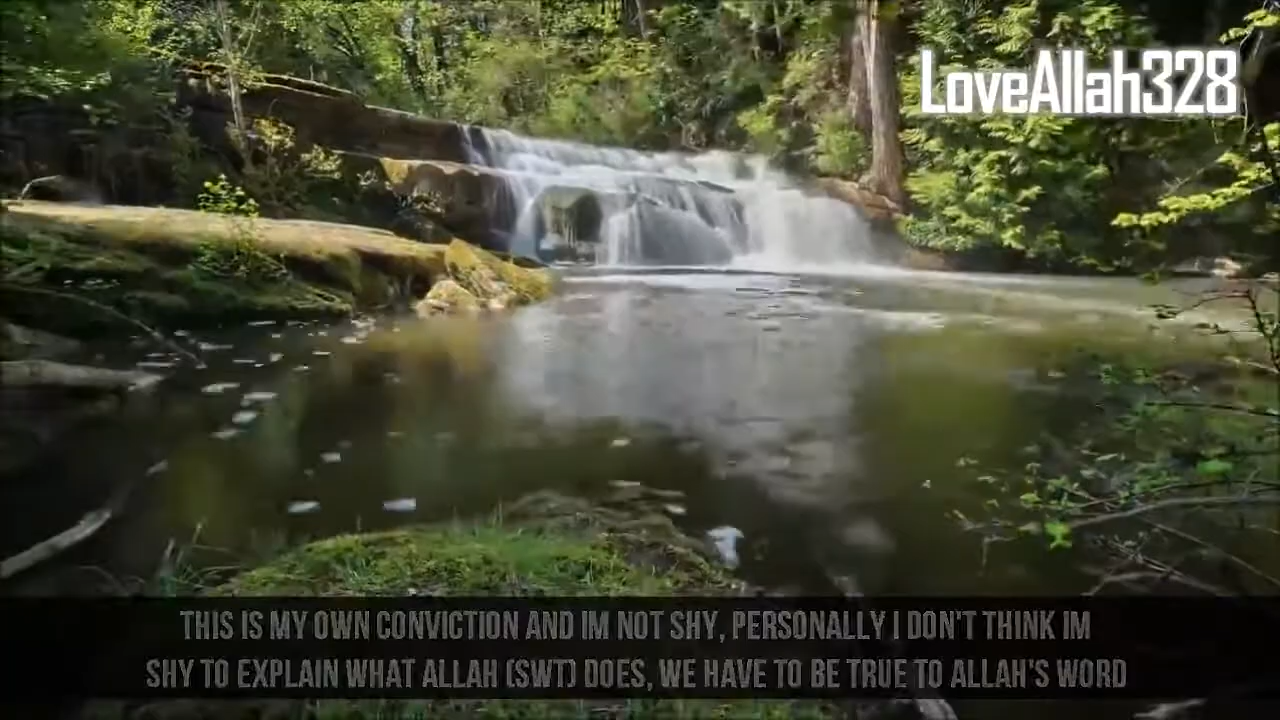 LoveAllah328
THIS IS MY OWN CONVICTION AND IM NOT SHY, PERSONALLY I DON'T THINK IM
SHY TO EXPLAIN WHAT ALLAH (SWT) DOES, WE HAVE TO BE TRUE TO ALLAH'S WORD